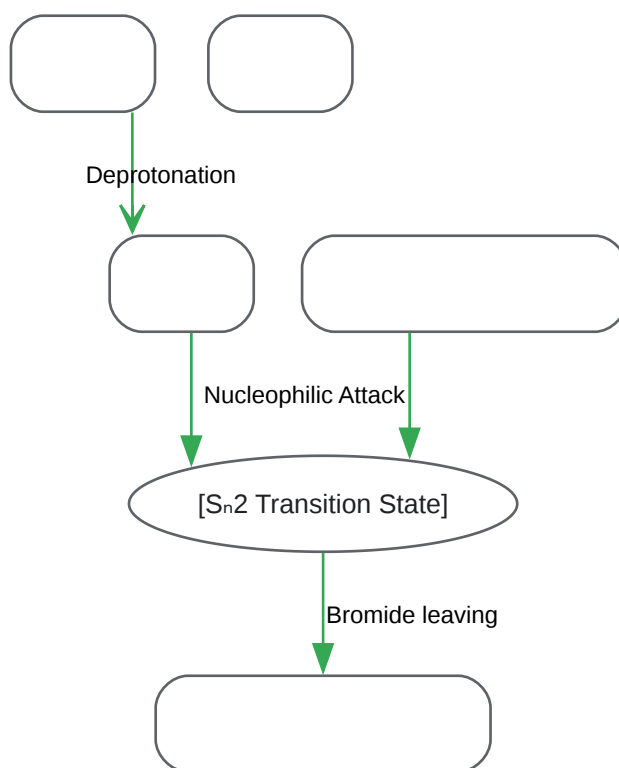 Deprotonation
Nucleophilic Attack
[Sₙ2 Transition State]
Bromide leaving